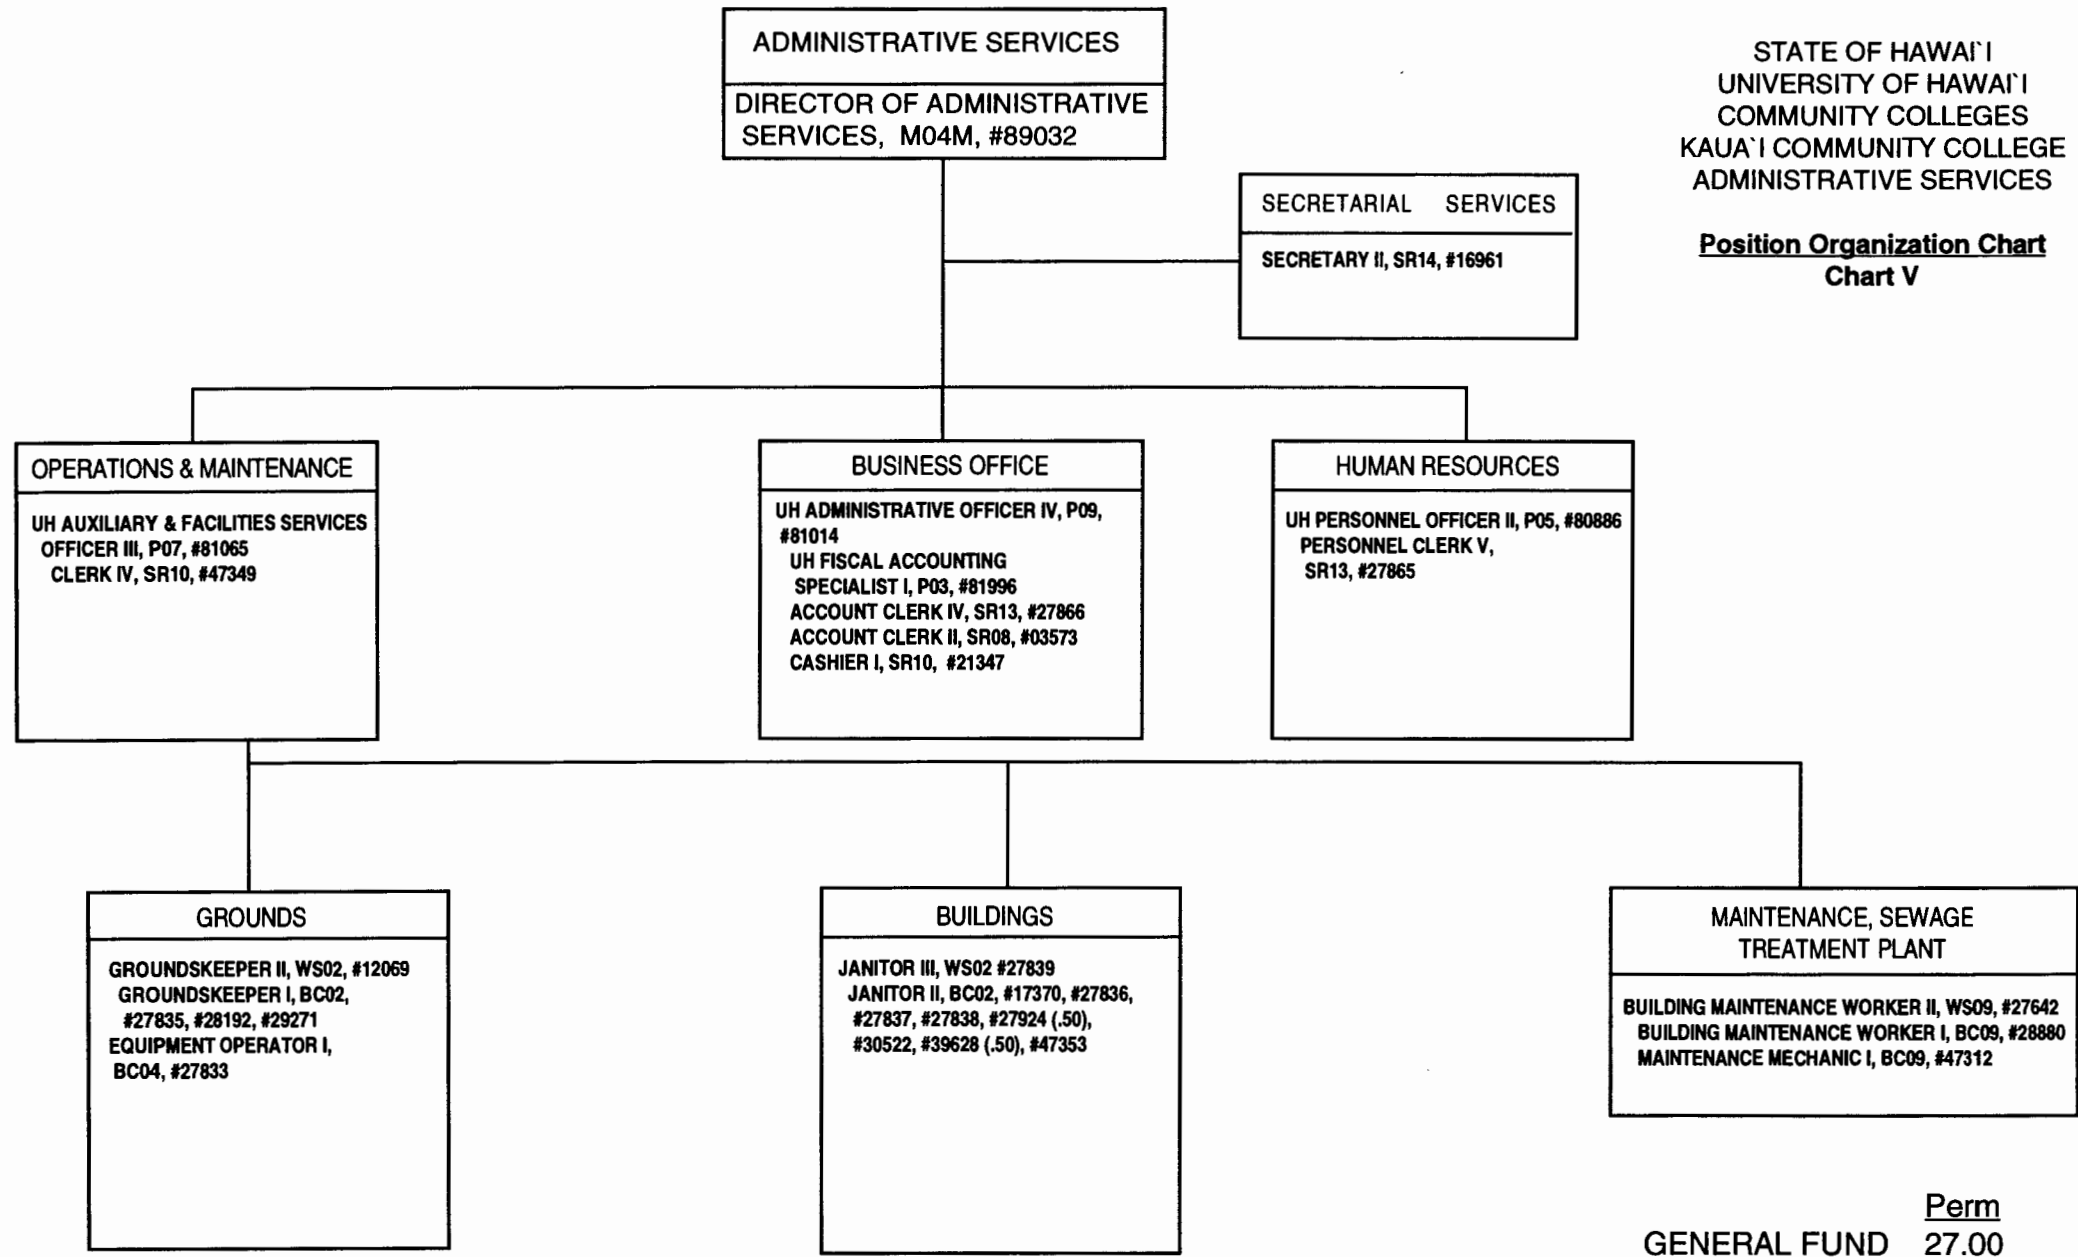 ADMINISTRATIVE SERVICES
DIRECTOR OF ADMINISTRATIVE
SERVICES, M04M, #89032
STATE OF HAWAI`I
UNIVERSITY OF HAWAI`I
COMMUNITY COLLEGES
KAUA`I COMMUNITY COLLEGE
ADMINISTRATIVE SERVICES
Position Organization Chart
Chart V
SECRETARIAL SERVICES
SECRETARY II, SR14, #16961
OPERATIONS & MAINTENANCE
UH AUXILIARY & FACILITIES SERVICES
OFFICER III, P07, #81065
CLERK IV, SR10, #47349
BUSINESS OFFICE
UH ADMINISTRATIVE OFFICER IV, P09,
#81014
UH FISCAL ACCOUNTING
SPECIALIST I, P03, #81996
ACCOUNT CLERK IV, SR13, #27866
ACCOUNT CLERK II, SR08, #03573
CASHIER I, SR10, #21347
HUMAN RESOURCES
UH PERSONNEL OFFICER II, P05, #80886
PERSONNEL CLERK V,
SR13, #27865
GROUNDS
GROUNDSKEEPER II, WS02, #12069
GROUNDSKEEPER I, BC02,
#27835, #28192, #29271
EQUIPMENT OPERATOR I,
BC04, #27833
BUILDINGS
JANITOR III, WS02 #27839
JANITOR II, BC02, #17370, #27836,
#27837, #27838, #27924 (.50),
#30522, #39628 (.50), #47353
MAINTENANCE, SEWAGE
TREATMENT PLANT
BUILDING MAINTENANCE WORKER II, WS09, #27642
BUILDING MAINTENANCE WORKER I, BC09, #28880
MAINTENANCE MECHANIC I, BC09, #47312
Perm
GENERAL FUND 27.00